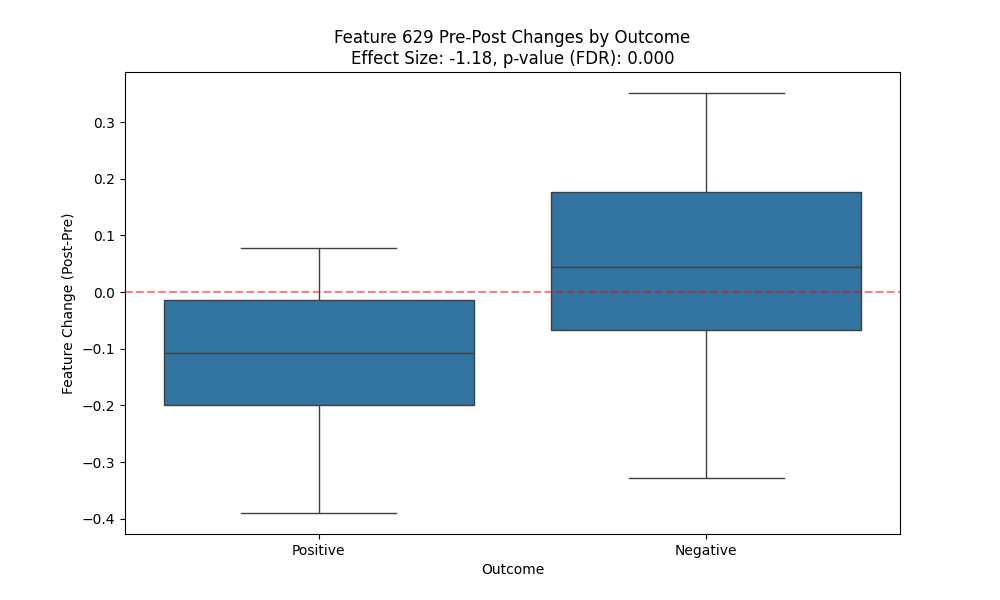 Feature 629 Pre-Post Changes by Outcome
Effect Size: -1.18, p-value (FDR): 0.000
Feature Change (Post-Pre)
0.3
0.2
0.1
0.0
−0.1
−0.2
−0.3
−0.4
Positive
Negative
Outcome